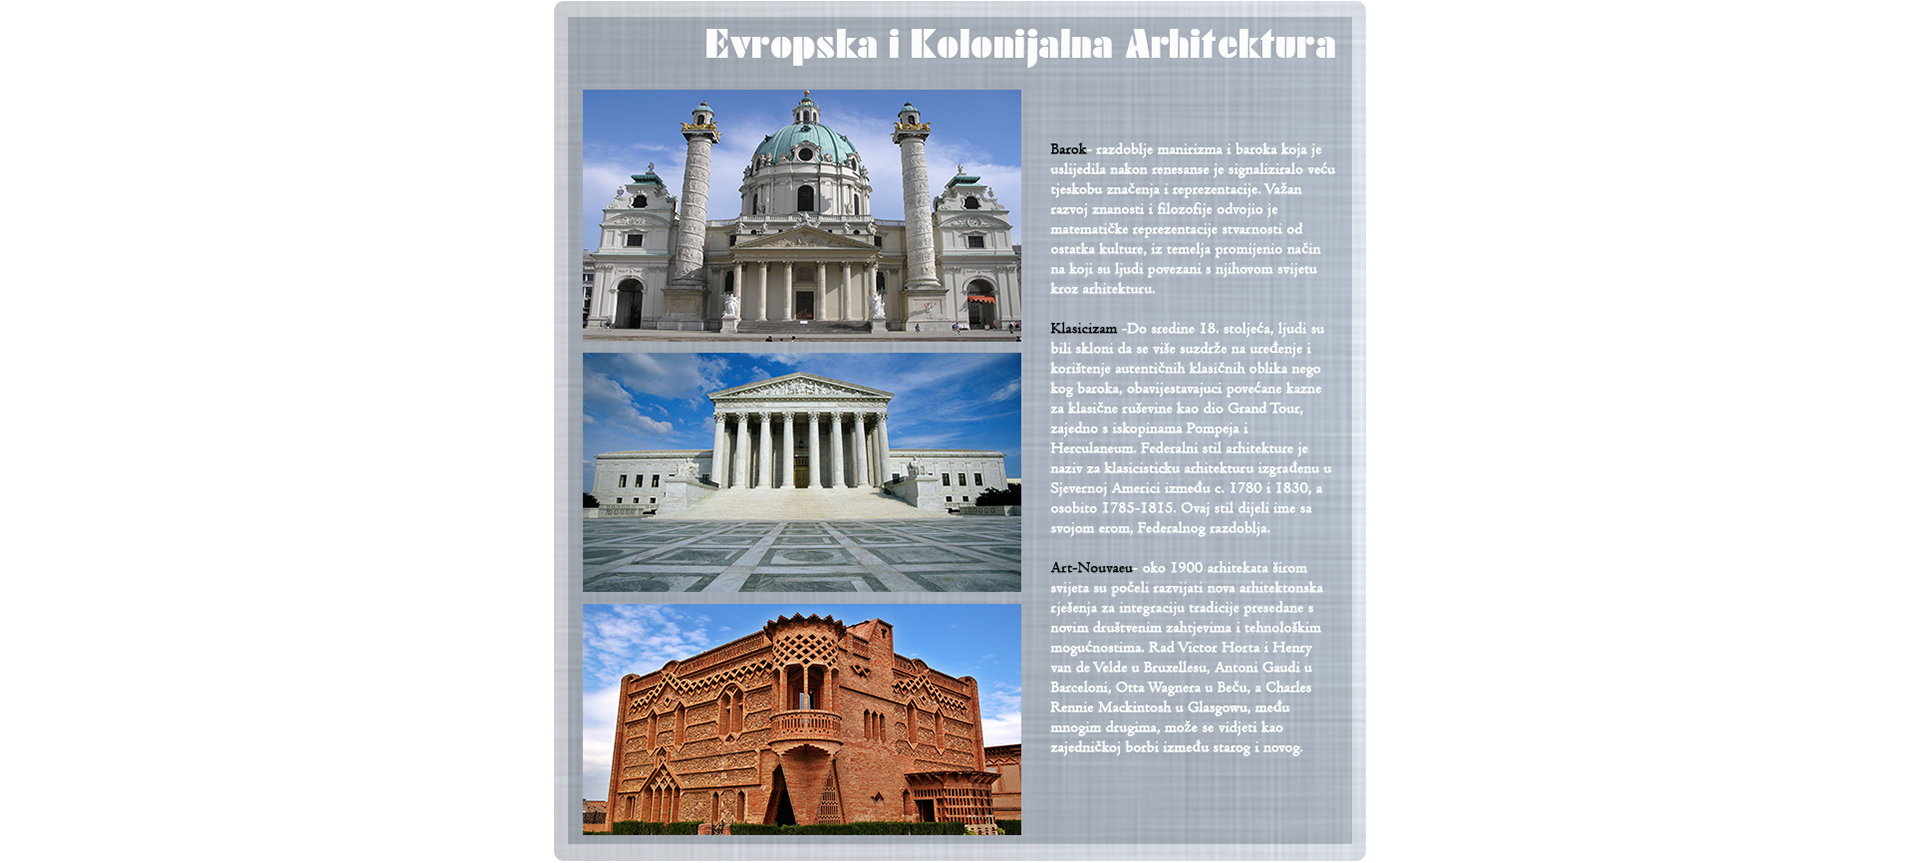 Evropska i Kolonijalna Arhitektura
Barok- razdoblje manirizma i baroka koja je
uslijedila nakon renesanse je signaliziralo veću
tjeskobu značenja i reprezentacije. Važan
razvoj znanosti i filozofije odvojio je
matematičke reprezentacije stvarnosti od
ostatka kulture, iz temelja promijenio način
na koji su ljudi povezani s njihovom svijetu
kroz arhitekturu.
Klasicizam -Do sredine 18. stoljeća, ljudi su
bili skloni da se više suzdrže na uređenje i
korištenje autentičnih klasičnih oblika nego
kog baroka, obavijestavajuci povećane kazne
za klasične ruševine kao dio Grand Tour,
zajedno s iskopinama Pompeja i
Herculaneum. Federalni stil arhitekture je
naziv za klasicisticku arhitekturu izgrađenu u
Sjevernoj Americi između c. 1780 i 1830, a
osobito 1785-1815. Ovaj stil dijeli ime sa
svojom erom, Federalnog razdoblja.
Art-Nouvaeu- oko 1900 arhitekata širom
svijeta su počeli razvijati nova arhitektonska
rješenja za integraciju tradicije presedane s
novim društvenim zahtjevima i tehnološkim
mogućnostima. Rad Victor Horta i Henry
van de Velde u Bruxellesu, Antoni Gaudi u
Barceloni, Otta Wagnera u Beču, a Charles
Rennie Mackintosh u Glasgowu, među
mnogim drugima, može se vidjeti kao
zajedničkoj borbi između starog i novog.